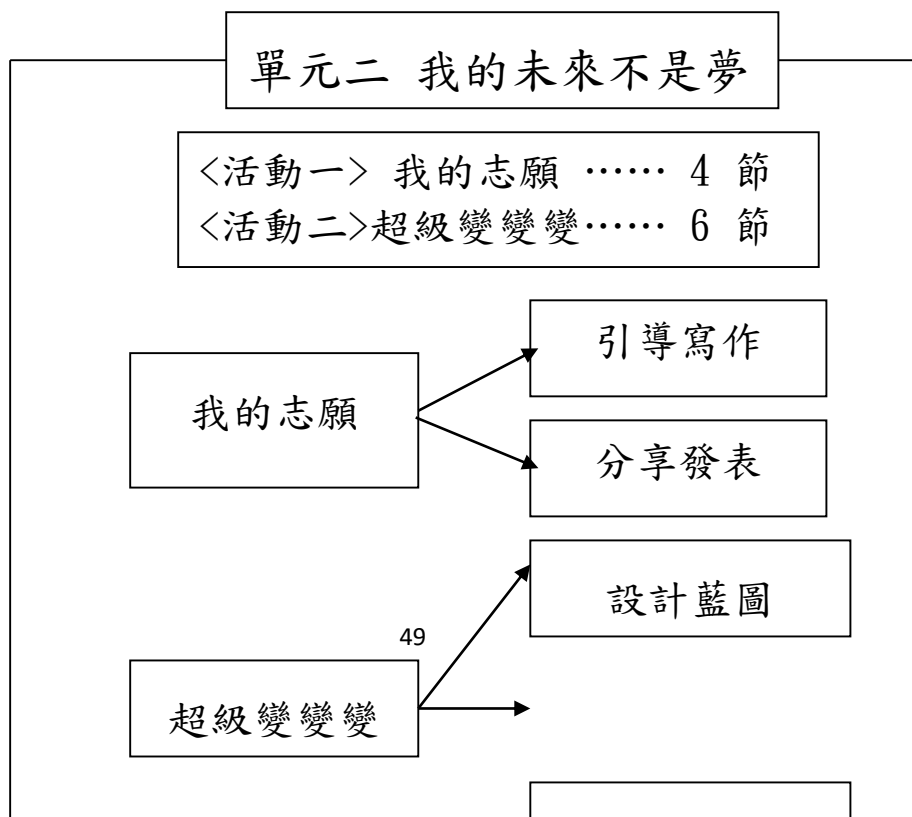 單元二 我的未來不是夢
<活動一> 我的志願 …… 4 節
<活動二>超級變變變…… 6 節
引導寫作
我的志願
分享發表
設計藍圖
49
超級變變變